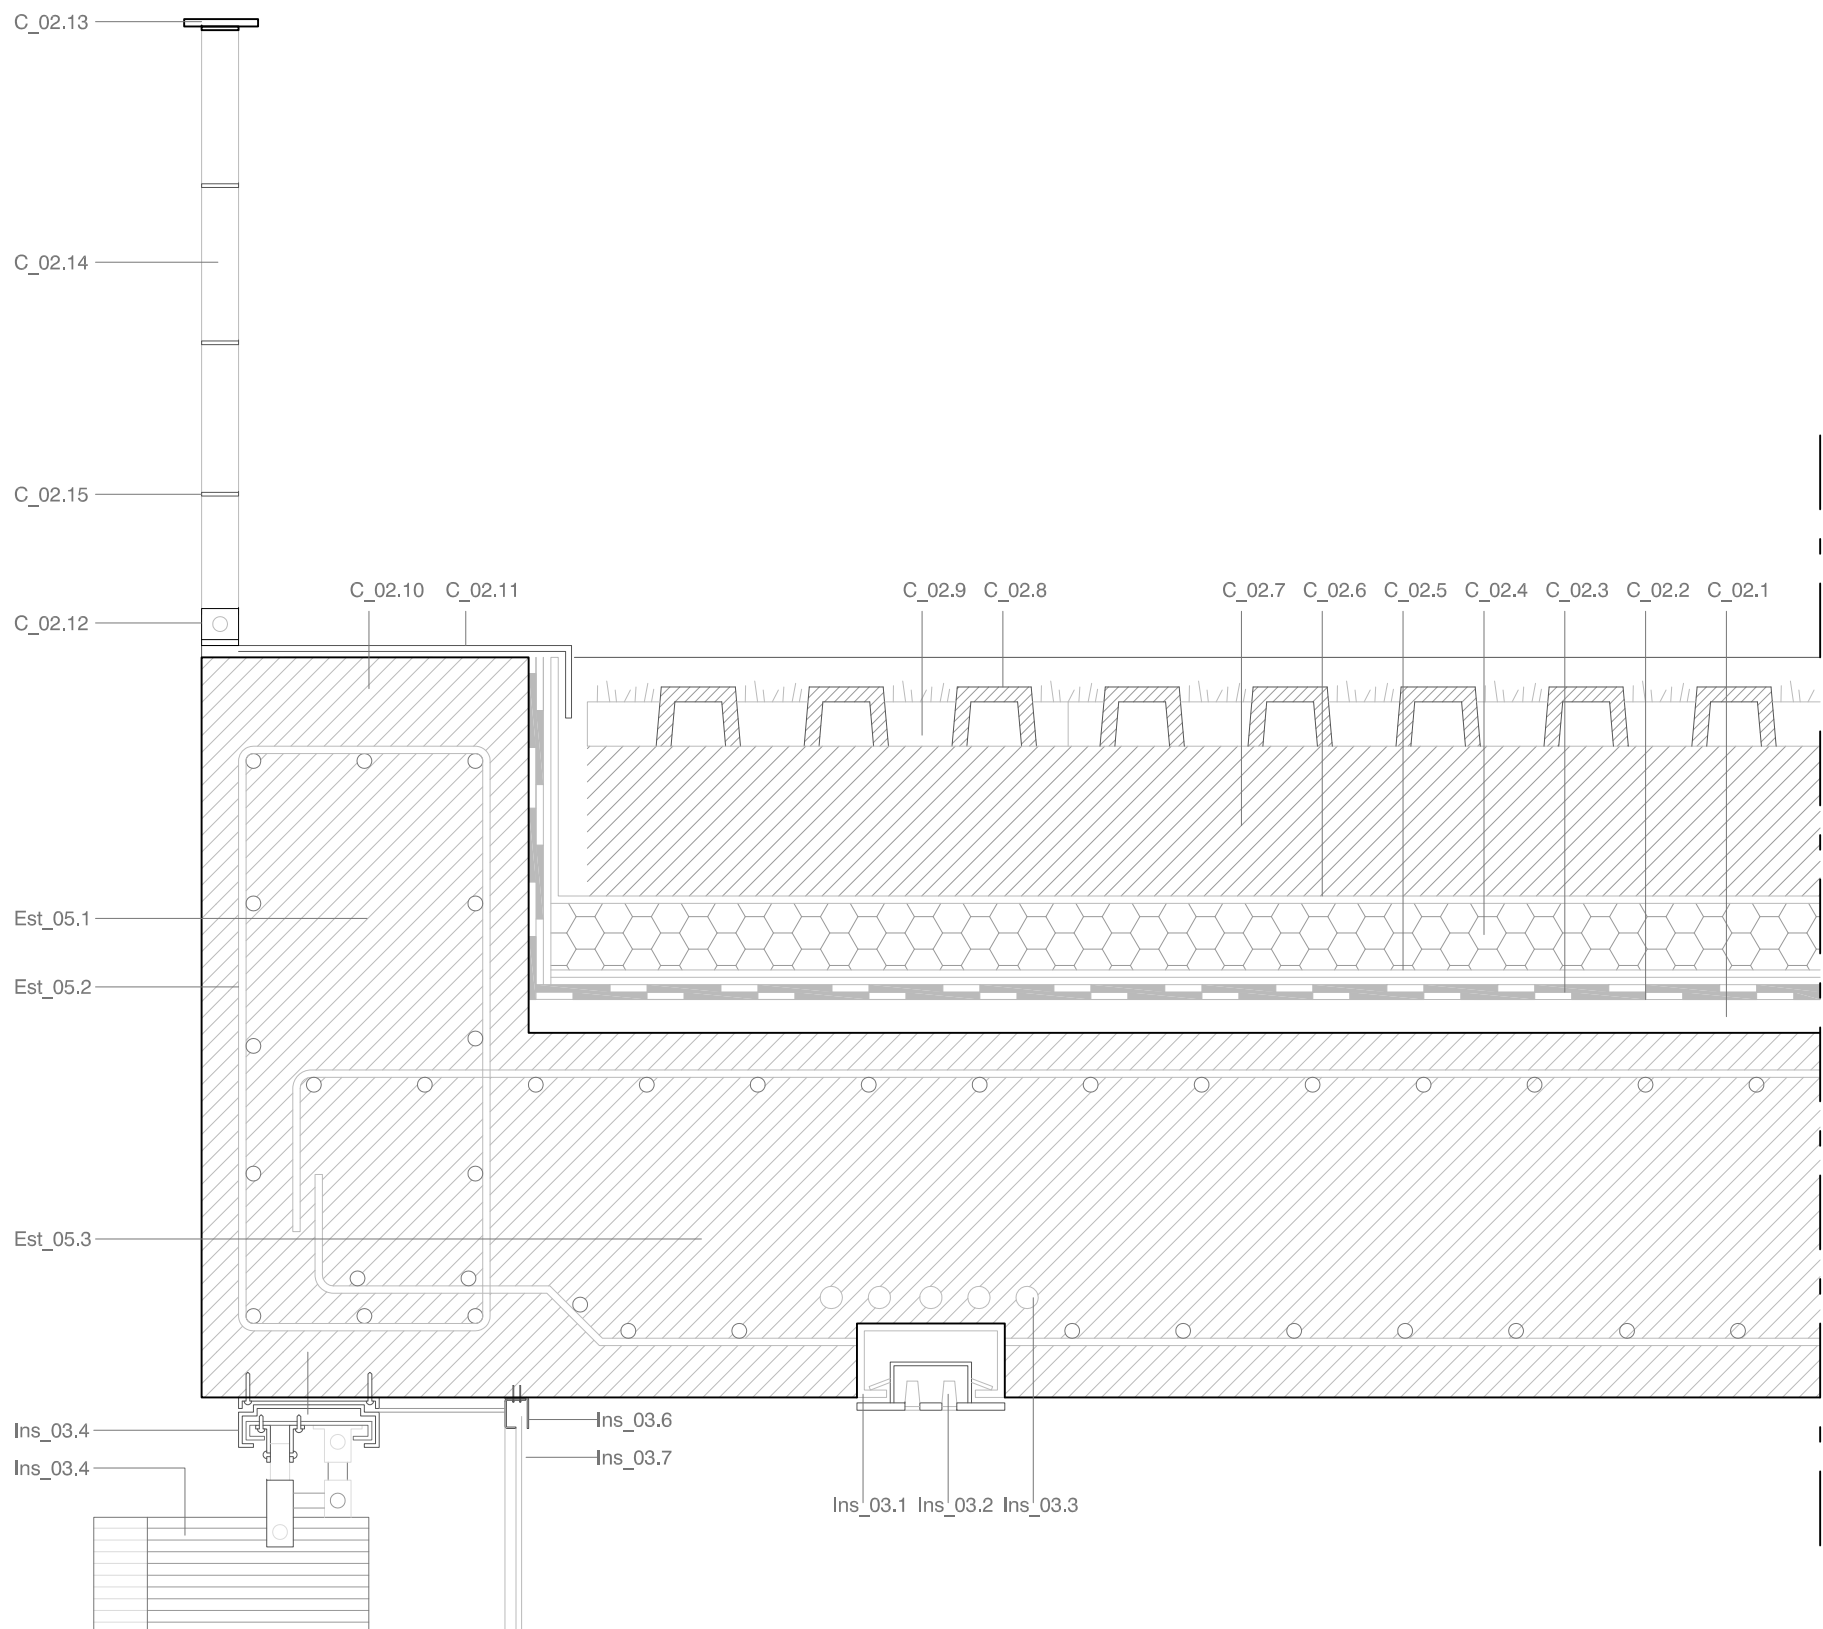 C_02.13
C_02.14
C_02.15
C_02.10 C_02.11 C_02.9 C_02.8 C_02.7 C_02.6 C_02.5 C_02.4 C_02.3 C_02.2 C_02.1
C_02.12
Est_05.1
Est_05.2
Est_05.3
Ins_03.4 Ins_03.6
Ins_03.4 Ins_03.7
Ins_03.1 Ins_03.2 Ins_03.3